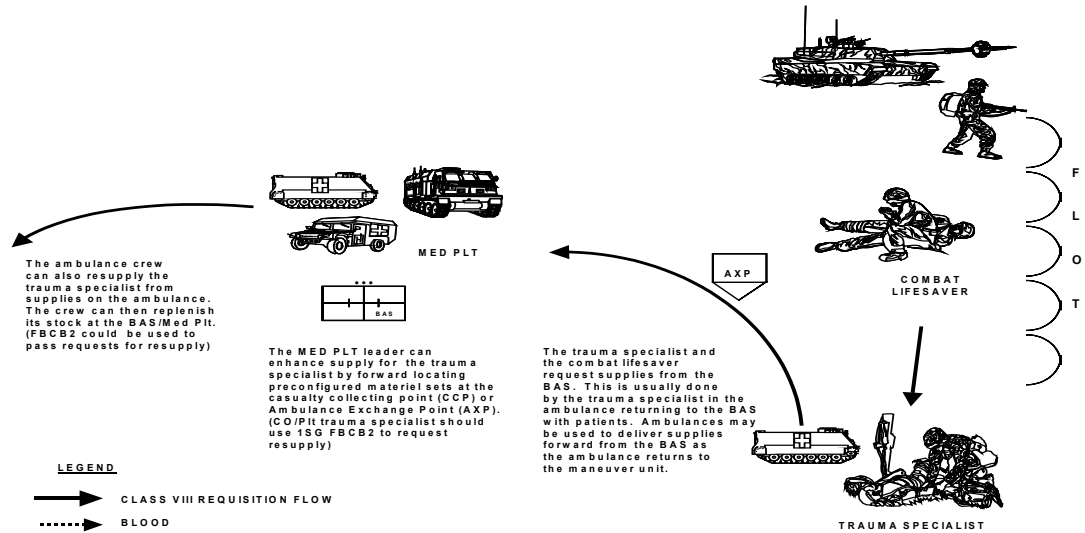 F
L
O
T
COMBAT
LIFESAVER
AXP
MED PLT
•••
BAS
The ambulance crew
can also resupply the
trauma specialist from
supplies on the ambulance.
The crew can then replenish
its stock at the BAS/Med Plt.
(FBCB2 could be used to
pass requests for resupply)
The MED PLT leader can
enhance supply for the trauma
specialist by forward locating
preconfigured materiel sets at the
casualty collecting point (CCP) or
Ambulance Exchange Point (AXP).
(CO/Plt trauma specialist should
use 1SG FBCB2 to request
resupply)
The trauma specialist and
the combat lifesaver
request supplies from the
BAS. This is usually done
by the trauma specialist in the
ambulance returning to the BAS
with patients. Ambulances may
be used to deliver supplies
forward from the BAS as
the ambulance returns to
the maneuver unit.
LEGEND
CLASS VIII REQUISITION FLOW
BLOOD
TRAUMA SPECIALIST